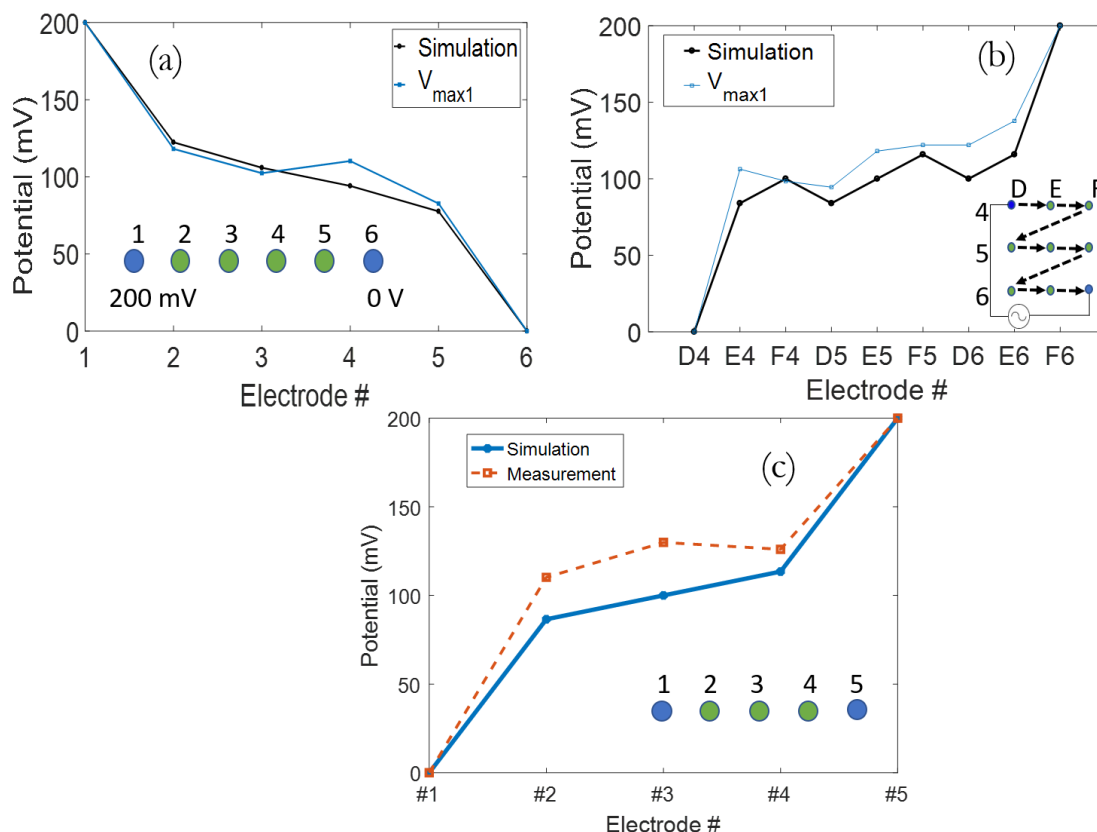 (a)
Potential (mV)
200
150
100
50
0
Simulation
V_max1
1 2 3 4 5 6
200 mV 0 V
1 2 3 4 5 6
Electrode #
(b)
Potential (mV)
200
150
100
50
0
Simulation
V_max1
D E F
4
5
6
D4 E4 F4 D5 E5 F5 D6 E6 F6
Electrode #
(c)
Potential (mV)
200
150
100
50
0
Simulation
Measurement
1 2 3 4 5
#1 #2 #3 #4 #5
Electrode #